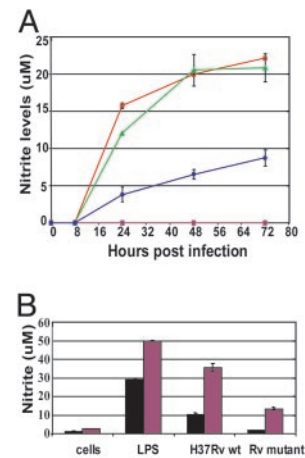 A
Nitrite levels (uM)
25
20
15
10
5
0
0 8 16 24 32 40 48 56 64 72 80
Hours post infection
B
Nitrite (uM)
60
50
40
30
20
10
0
cells LPS H37Rv wt Rv mutant